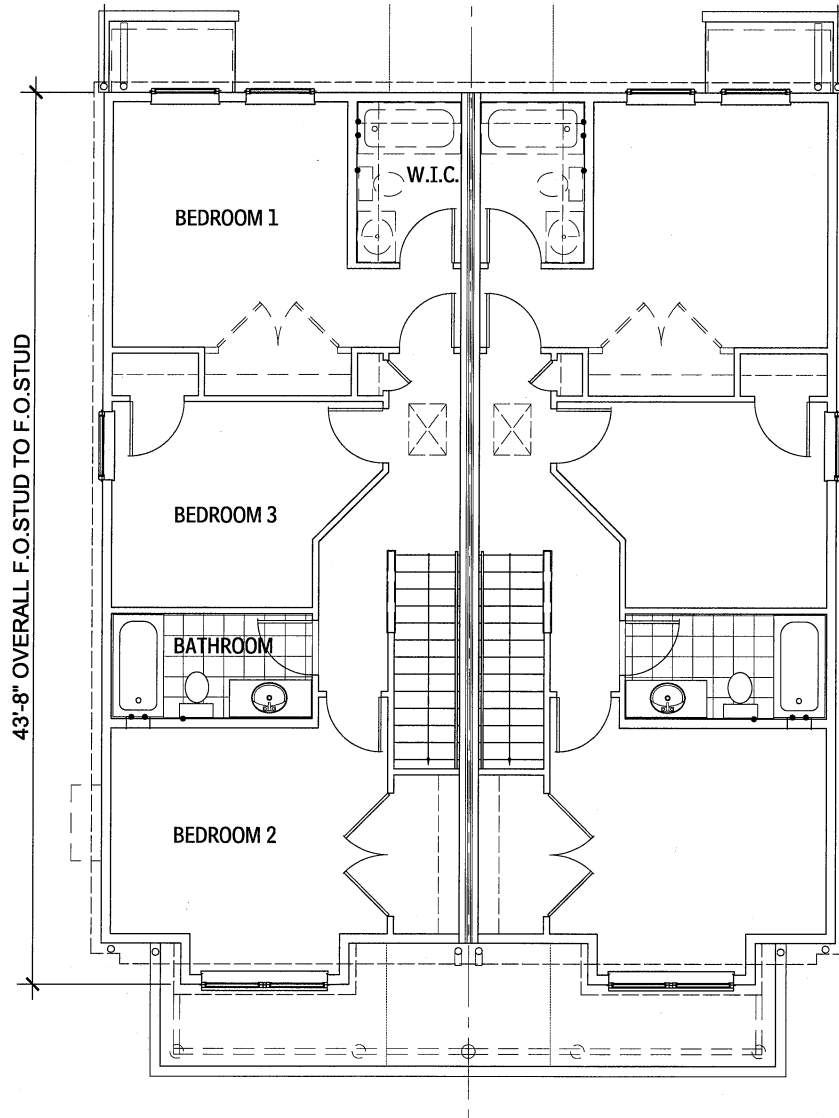 W.I.C.
BEDROOM 1
43'-8" OVERALL F.O.STUD TO F.O.STUD
BEDROOM 3
BATHROOM
BEDROOM 2